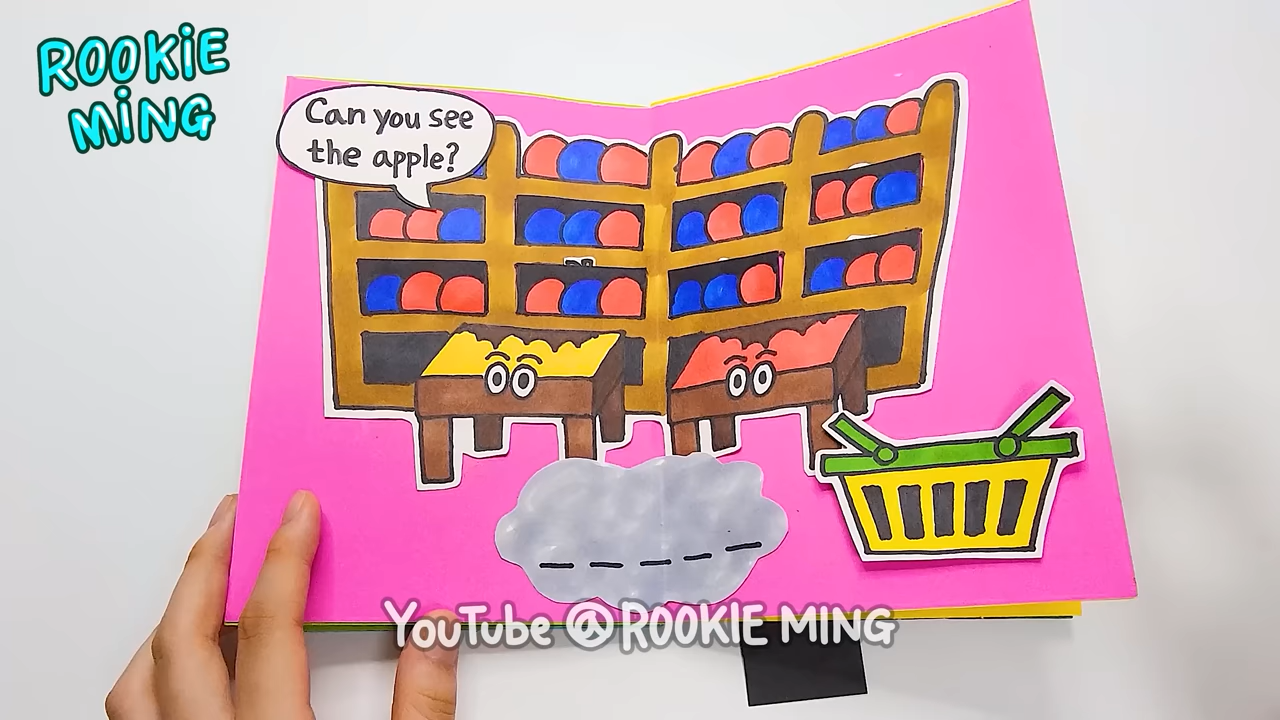 ROOKiE
MiNG
Can you see
the apple?
YouTube @ROOKIE MING